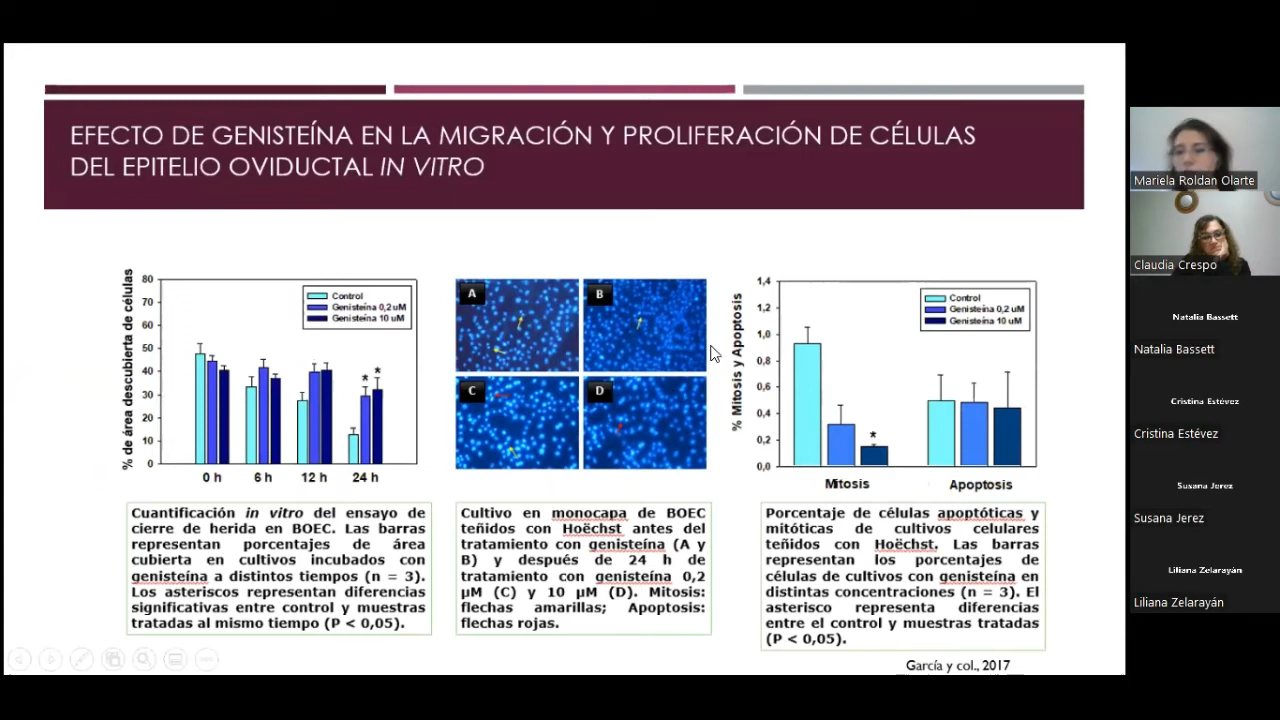 EFECTO DE GENISTEÍNA EN LA MIGRACIÓN Y PROLIFERACIÓN DE CÉLULAS
DEL EPITELIO OVIDUCTAL IN VITRO
% de área descubierta de células
80
70
60
50
40
30
20
10
0
Control
Genisteína 0,2 uM
Genisteína 10 uM
* *
0 h 6 h 12 h 24 h
A
B
C
D
% Mitosis y Apoptosis
1,4
1,2
1,0
0,8
0,6
0,4
0,2
0,0
Control
Genisteína 0,2 uM
Genisteína 10 uM
*
Mitosis Apoptosis
Cuantificación in vitro del ensayo de
cierre de herida en BOEC. Las barras
representan porcentajes de área
cubierta en cultivos incubados con
genisteína a distintos tiempos (n = 3).
Los asteriscos representan diferencias
significativas entre control y muestras
tratadas al mismo tiempo (P < 0,05).
Cultivo en monocapa de BOEC
teñidos con Hoëchst antes del
tratamiento con genisteína (A y
B) y después de 24 h de
tratamiento con genisteína 0,2
µM (C) y 10 µM (D). Mitosis:
flechas amarillas; Apoptosis:
flechas rojas.
Porcentaje de células apoptóticas y
mitóticas de cultivos celulares
teñidos con Hoëchst. Las barras
representan los porcentajes de
células de cultivos con genisteína en
distintas concentraciones (n = 3). El
asterisco representa diferencias
entre el control y muestras tratadas
(P < 0,05).
García y col., 2017
Mariela Roldan Olarte
Claudia Crespo
Natalia Bassett
Natalia Bassett
Cristina Estévez
Cristina Estévez
Susana Jerez
Susana Jerez
Liliana Zelarayán
Liliana Zelarayán